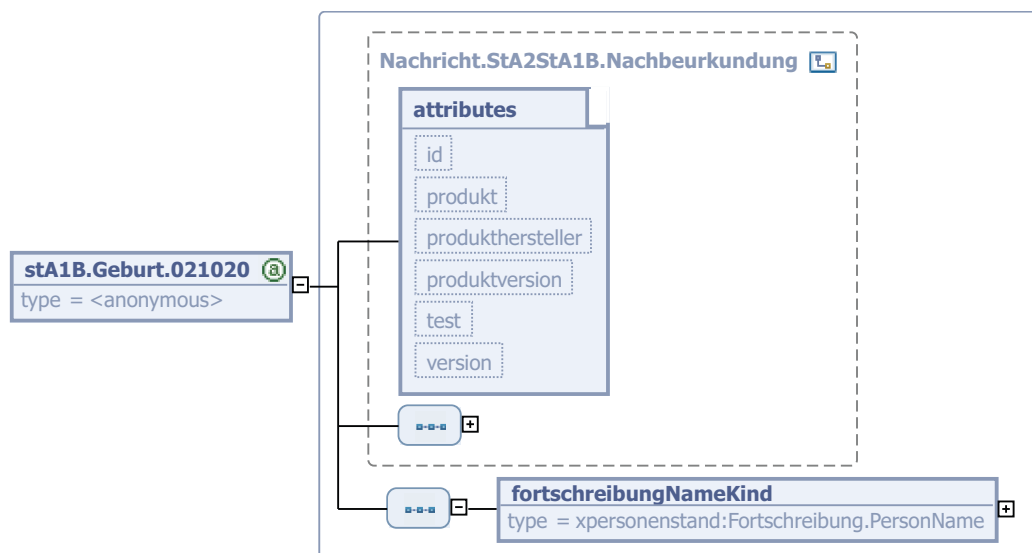 Nachricht.StA2StA1B.Nachbeurkundung
attributes
id
produkt
produkthersteller
produktversion
test
version
stA1B.Geburt.021020 a
type = <anonymous>
fortschreibungNameKind
type = xpersonenstand:Fortschreibung.PersonName